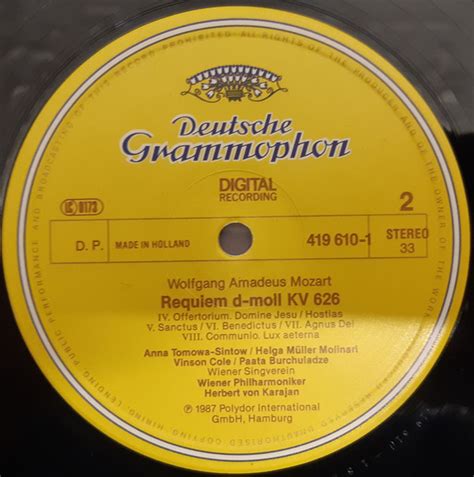 Deutsche
Grammophon
DIGITAL
RECORDING
LC 0173
2
D. P.
MADE IN HOLLAND
419 610-1
STEREO
33
Wolfgang Amadeus Mozart
Requiem d-moll KV 626
IV. Offertorium. Domine Jesu / Hostias
V. Sanctus / VI. Benedictus / VII. Agnus Dei
VIII. Communio. Lux aeterna
Anna Tomowa-Sintow / Helga Müller Molinari
Vinson Cole / Paata Burchuladze
Wiener Singverein
Wiener Philharmoniker
Herbert von Karajan
℗ 1987 Polydor International
GmbH, Hamburg